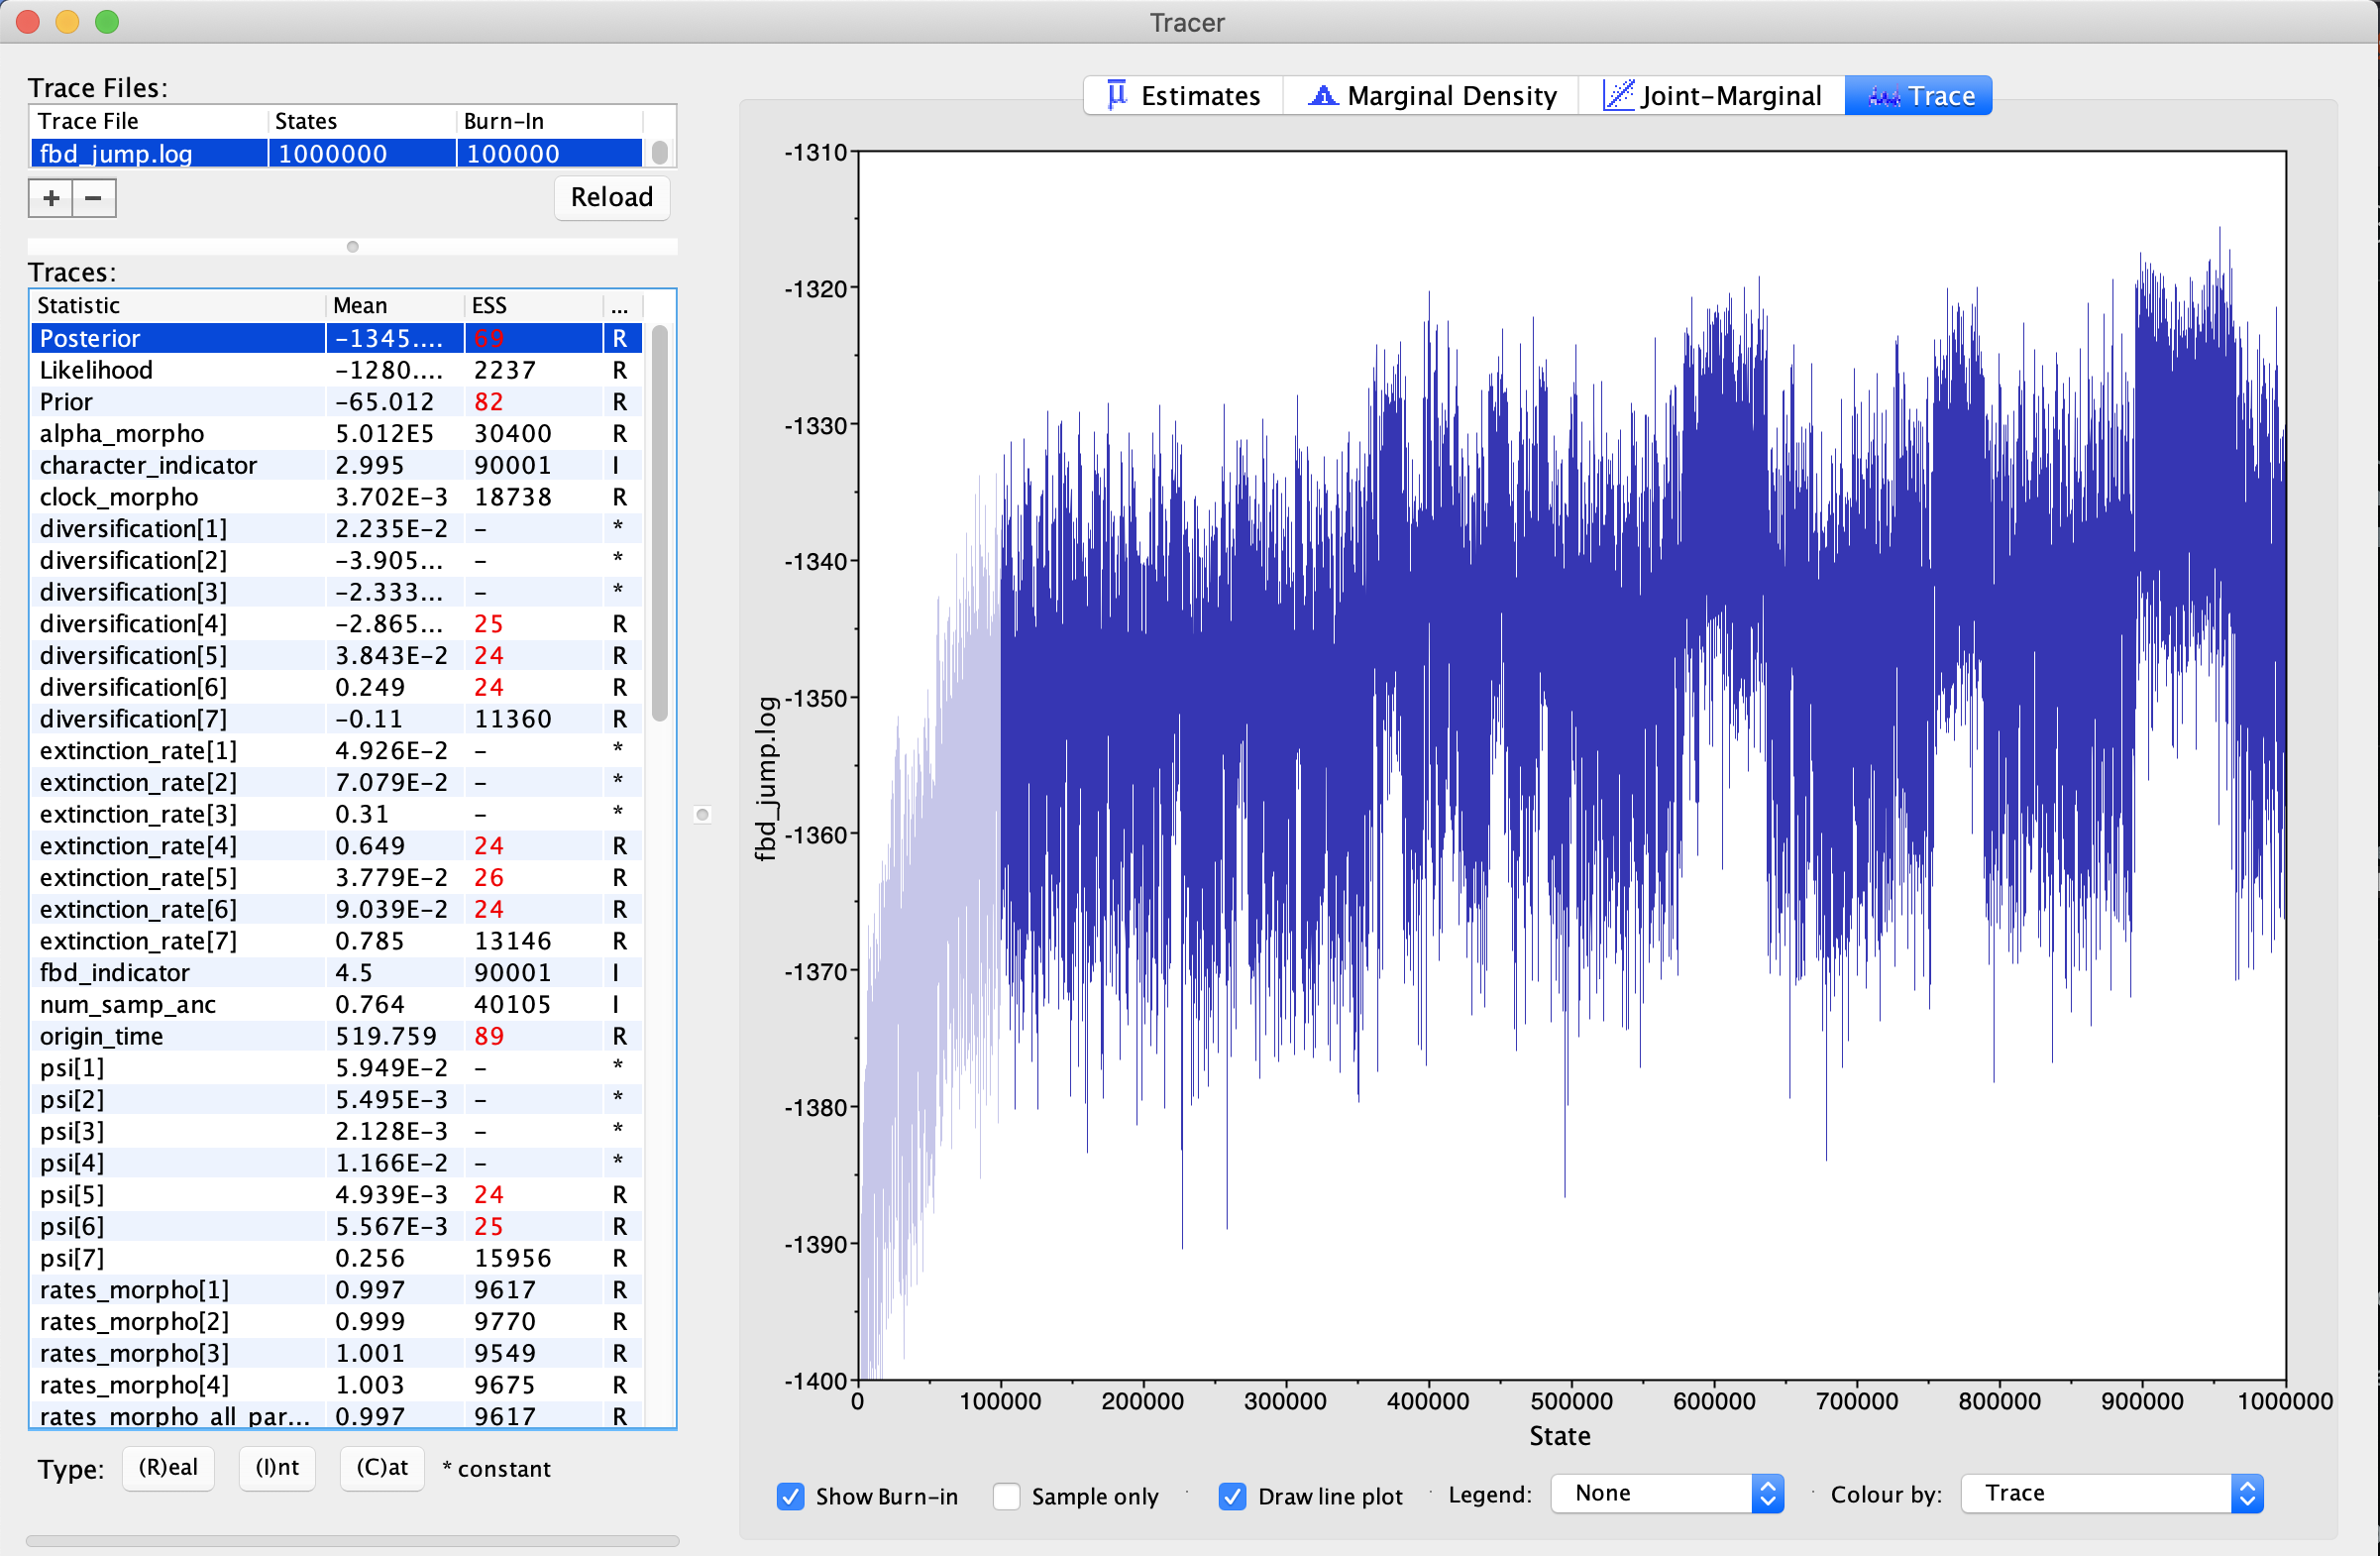 Tracer
Trace Files:
Trace File States Burn-In
fbd_jump.log 1000000 100000
+ −
Reload
Traces:
Statistic Mean ESS ...
Posterior -1345.... 69 R
Likelihood -1280.... 2237 R
Prior -65.012 82 R
alpha_morpho 5.012E5 30400 R
character_indicator 2.995 90001 I
clock_morpho 3.702E-3 18738 R
diversification[1] 2.235E-2 - *
diversification[2] -3.905... - *
diversification[3] -2.333... - *
diversification[4] -2.865... 25 R
diversification[5] 3.843E-2 24 R
diversification[6] 0.249 24 R
diversification[7] -0.11 11360 R
extinction_rate[1] 4.926E-2 - *
extinction_rate[2] 7.079E-2 - *
extinction_rate[3] 0.31 - *
extinction_rate[4] 0.649 24 R
extinction_rate[5] 3.779E-2 26 R
extinction_rate[6] 9.039E-2 24 R
extinction_rate[7] 0.785 13146 R
fbd_indicator 4.5 90001 I
num_samp_anc 0.764 40105 I
origin_time 519.759 89 R
psi[1] 5.949E-2 - *
psi[2] 5.495E-3 - *
psi[3] 2.128E-3 - *
psi[4] 1.166E-2 - *
psi[5] 4.939E-3 24 R
psi[6] 5.567E-3 25 R
psi[7] 0.256 15956 R
rates_morpho[1] 0.997 9617 R
rates_morpho[2] 0.999 9770 R
rates_morpho[3] 1.001 9549 R
rates_morpho[4] 1.003 9675 R
rates_morpho_all_par... 0.997 9617 R
Type: (R)eal (I)nt (C)at * constant
μ Estimates Marginal Density Joint-Marginal Trace
-1310
-1320
-1330
-1340
-1350
-1360
-1370
-1380
-1390
-1400
fbd_jump.log
0 100000 200000 300000 400000 500000 600000 700000 800000 900000 1000000
State
Show Burn-in Sample only Draw line plot Legend: None Colour by: Trace